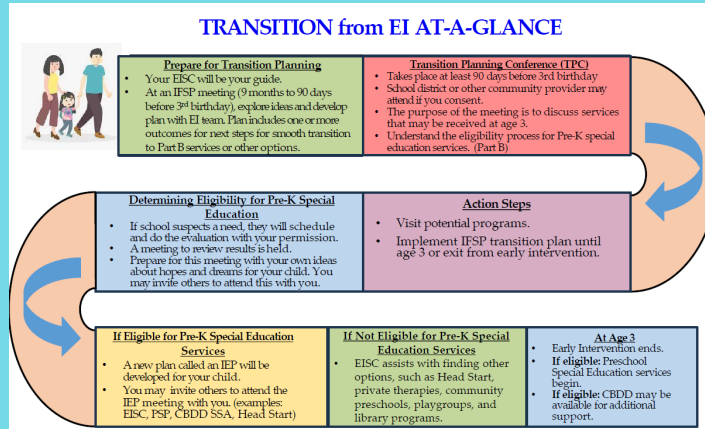 TRANSITION from EI AT-A-GLANCE
Prepare for Transition Planning
• Your EISC will be your guide.
• At an IFSP meeting (9 months to 90 days
before 3rd birthday), explore ideas and develop
plan with EI team. Plan includes one or more
outcomes for next steps for smooth transition
to Part B services or other options.
Transition Planning Conference (TPC)
• Takes place at least 90 days before 3rd birthday
• School district or other community provider may
attend if you consent.
• The purpose of the meeting is to discuss services
that may be received at age 3.
• Understand the eligibility process for Pre-K special
education services. (Part B)
Action Steps
• Visit potential programs.
• Implement IFSP transition plan until
age 3 or exit from early intervention.
Determining Eligibility for Pre-K Special
Education
• If school suspects a need, they will schedule
and do the evaluation with your permission.
• A meeting to review results is held.
• Prepare for this meeting with your own ideas
about hopes and dreams for your child. You
may invite others to attend this with you.
If Eligible for Pre-K Special Education
Services
• A new plan called an IEP will be
developed for your child.
• You may invite others to attend the
IEP meeting with you. (examples:
EISC, PSP, CBDD SSA, Head Start)
If Not Eligible for Pre-K Special
Education Services
• EISC assists with finding other
options, such as Head Start,
private therapies, community
preschools, playgroups, and
library programs.
At Age 3
• Early Intervention ends.
• If eligible: Preschool
Special Education services
begin.
• If eligible: CBDD may be
available for additional
support.